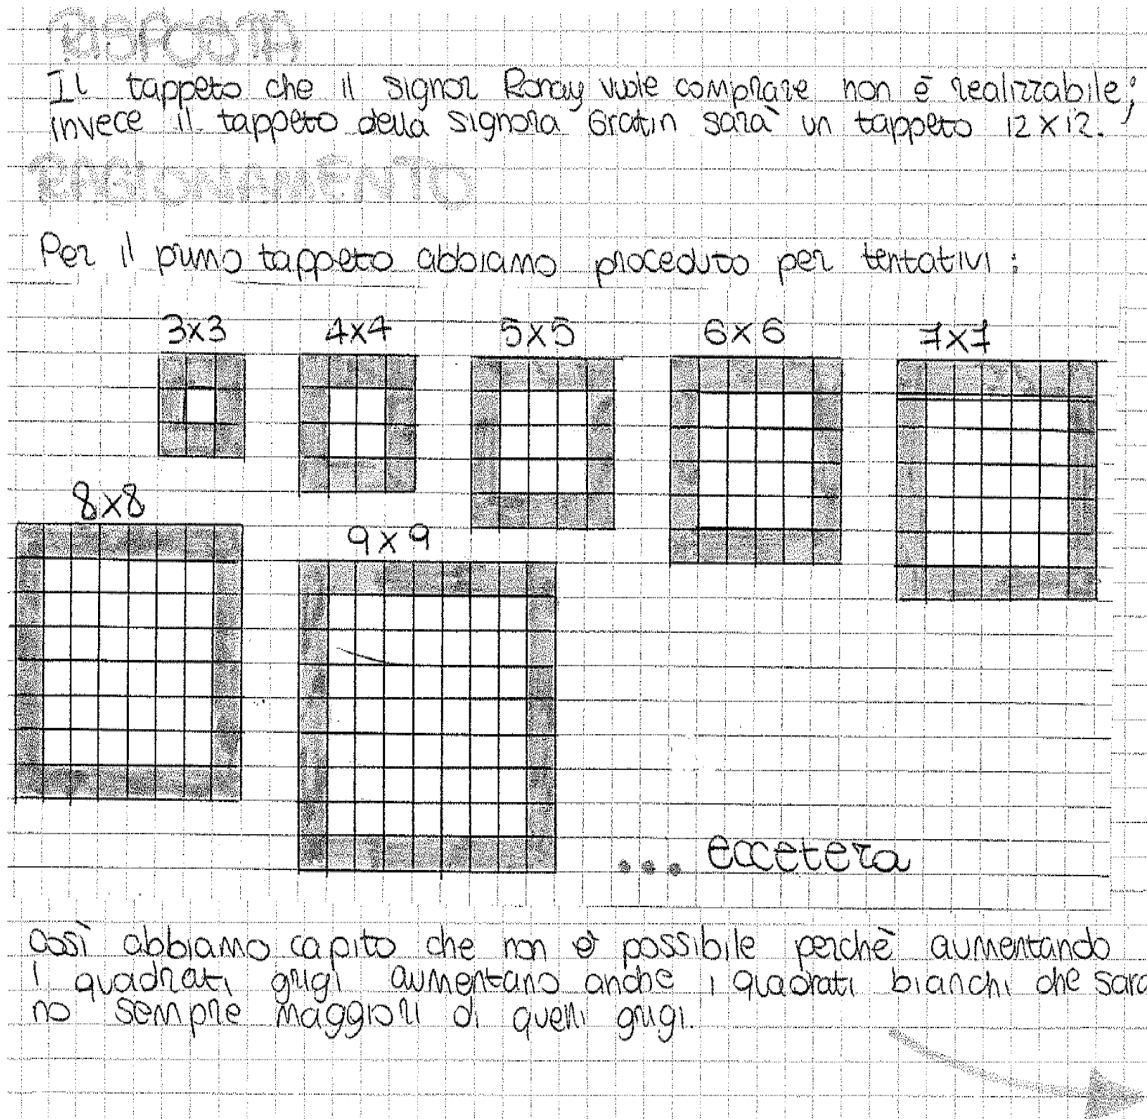 RISPOSTA
Il tappeto che il signor Ronay vuole comprare non è realizzabile;
invece il tappeto della signora Gratin sarà un tappeto 12x12.
RAGIONAMENTO
Per il primo tappeto abbiamo proceduto per tentativi:
3x3 4x4 5x5 6x6 7x7
8x8
9x9
... eccetera
così abbiamo capito che non è possibile perchè aumentando
i quadrati grigi aumentano anche i quadrati bianchi che sara
no sempre maggiori di quelli grigi.